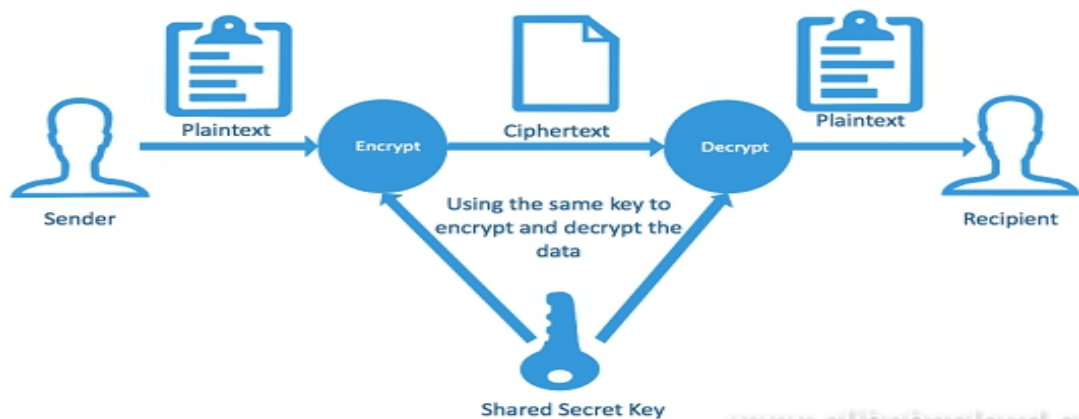 Plaintext
Ciphertext
Plaintext
Encrypt
Decrypt
Sender
Using the same key to
encrypt and decrypt the
data
Recipient
Shared Secret Key